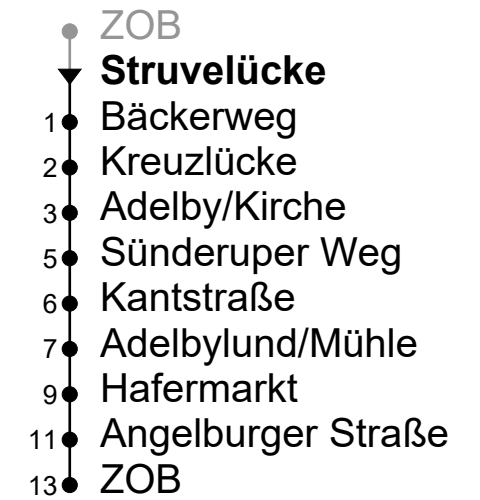 ZOB
Struvelücke
1 Bäckerweg
2 Kreuzlücke
3 Adelby/Kirche
5 Sünderuper Weg
6 Kantstraße
7 Adelbylund/Mühle
9 Hafermarkt
11 Angelburger Straße
13 ZOB